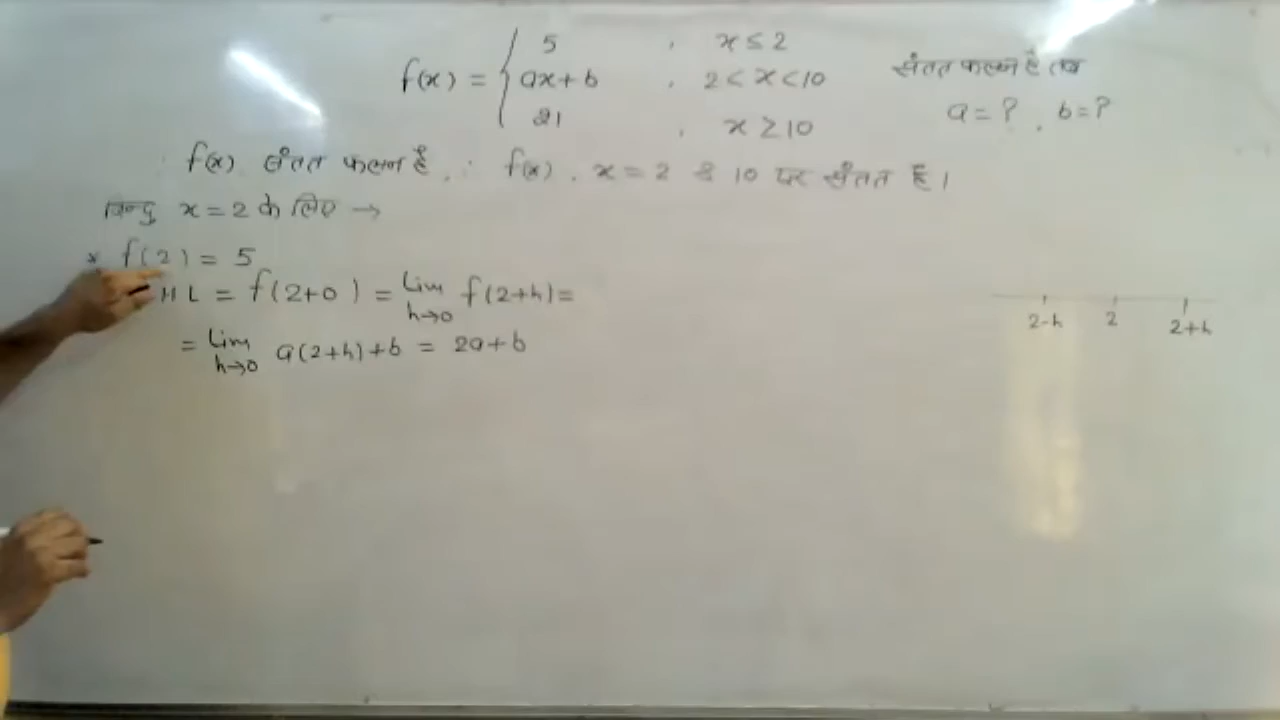 f(x) = { 5 , x ≤ 2
ax + b , 2 < x < 10
21 , x ≥ 10
संतत फलन है तब
a = ? , b = ?
f(x) संतत फलन है , ∴ f(x) , x = 2 & 10 पर संतत है।
बिन्दु x = 2 के लिए →
* f(2) = 5
HL = f(2+0) = lim h→0 f(2+h) =
= lim h→0 a(2+h)+b = 2a+b
2-h 2 2+h